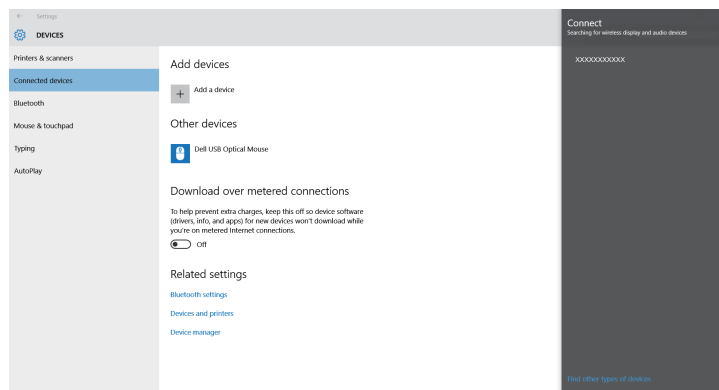 Settings
DEVICES
Printers & scanners
Connected devices
Bluetooth
Mouse & touchpad
Typing
AutoPlay
Add devices
Add a device
Other devices
Dell USB Optical Mouse
Download over metered connections
To help prevent extra charges, keep this off so device software
(drivers, info, and apps) for new devices won't download while
you're on metered Internet connections.
Off
Related settings
Bluetooth settings
Devices and printers
Device manager
Connect
Searching for wireless display and audio devices
XXXXXXXXXXX
Find other types of devices